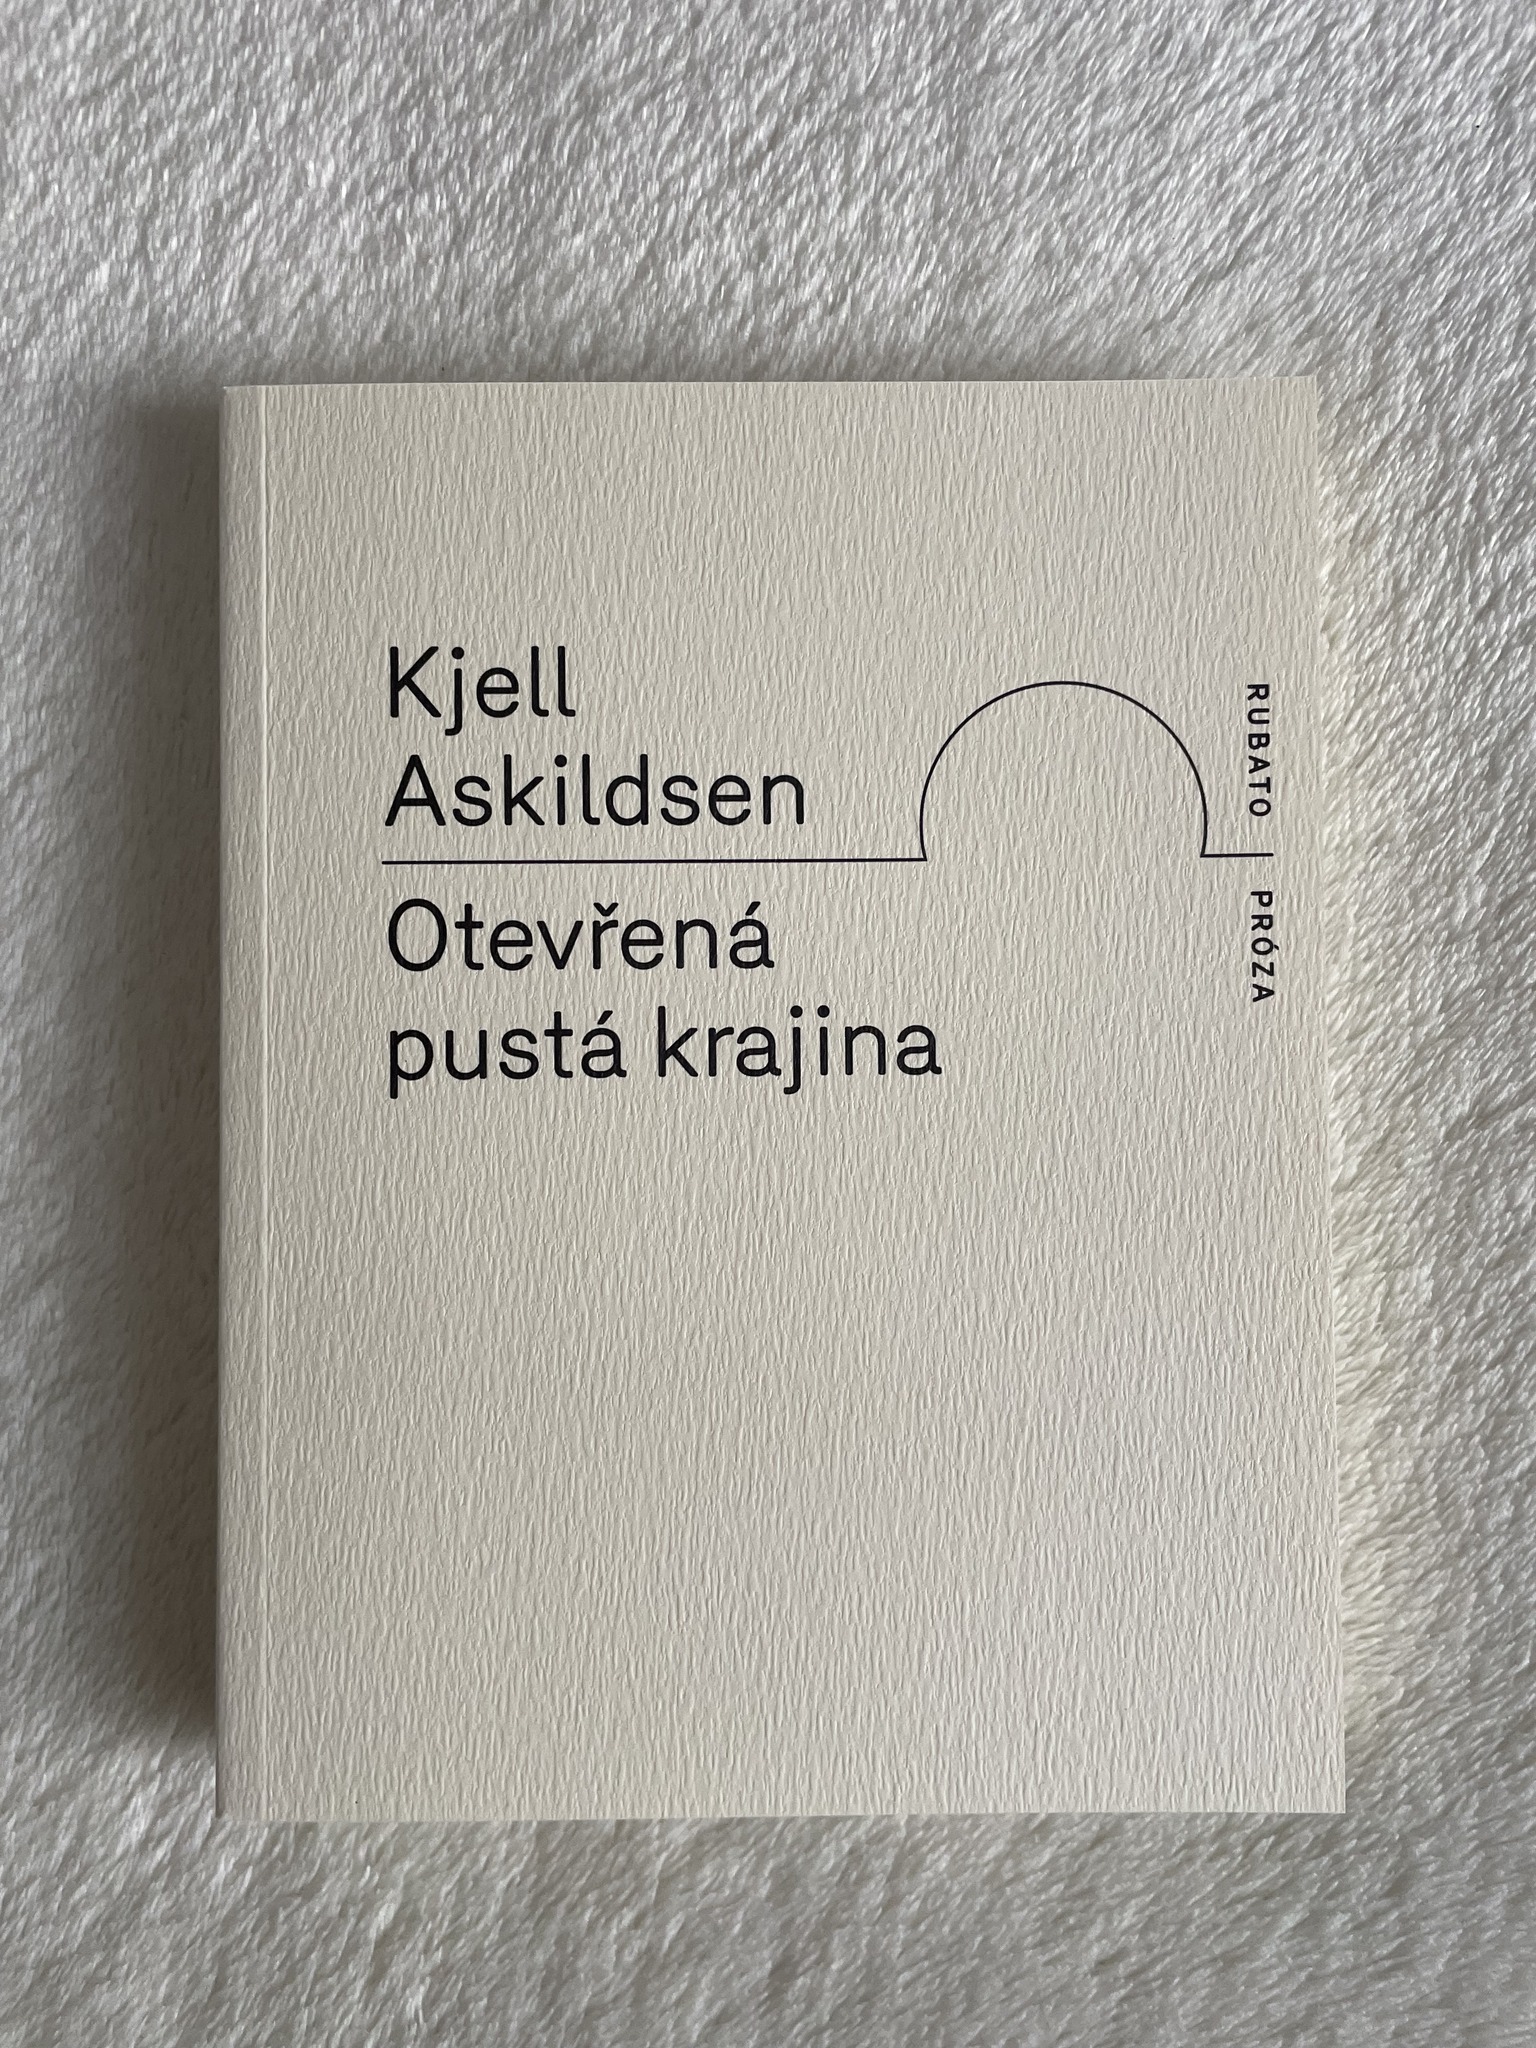 Kjell
Askildsen
Otevřená
pustá krajina
RUBATO
PRÓZA